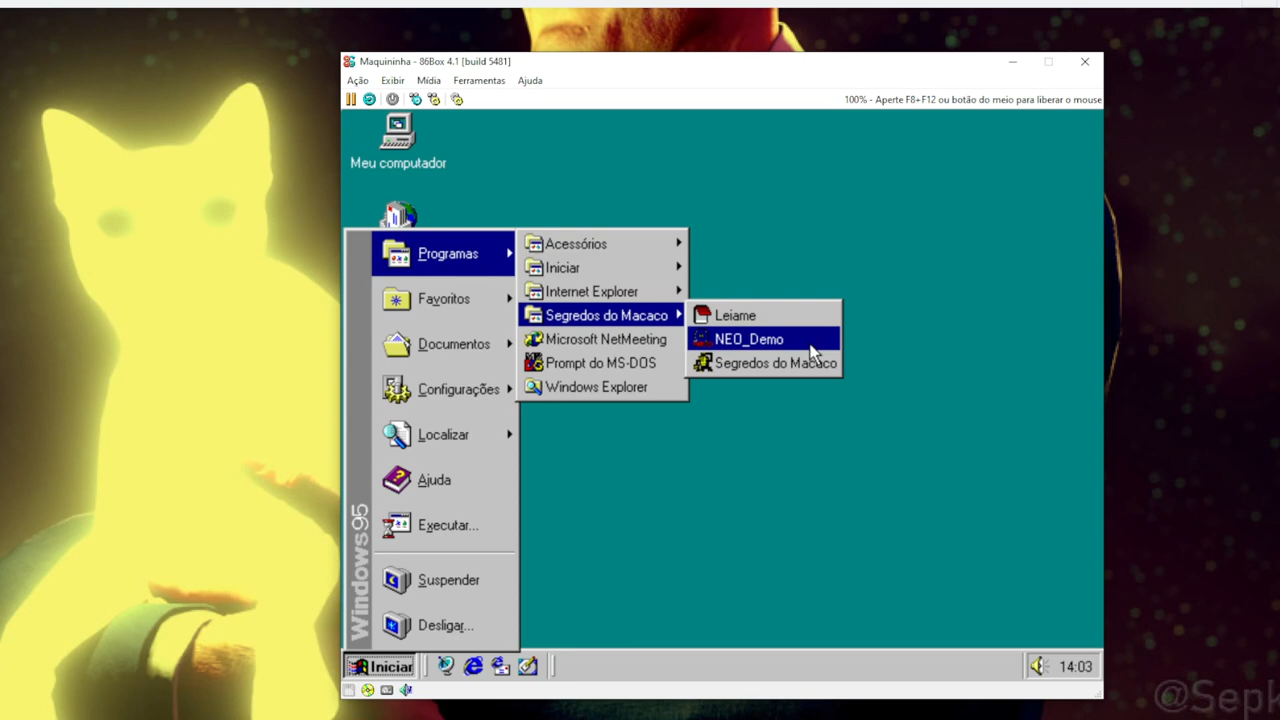 Maquininha - 86Box 4.1 [build 5481]
Ação Exibir Mídia Ferramentas Ajuda
100% - Aperte F8+F12 ou botão do meio para liberar o mouse
Meu computador
Programas
Favoritos
Documentos
Configurações
Localizar
Ajuda
Executar...
Suspender
Desligar...
Windows95
Acessórios
Iniciar
Internet Explorer
Segredos do Macaco
Microsoft NetMeeting
Prompt do MS-DOS
Windows Explorer
Leiame
NEO_Demo
Segredos do Macaco
Iniciar
14:03